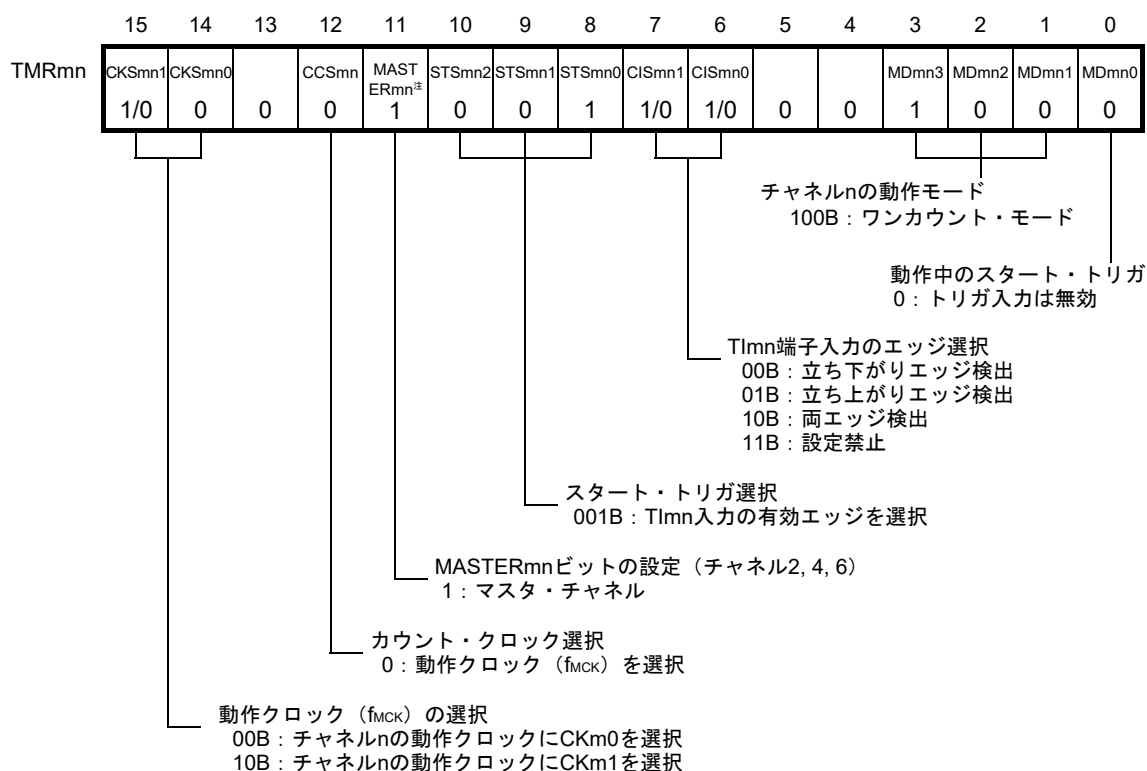 15 14 13 12 11 10 9 8 7 6 5 4 3 2 1 0
TMRmn CKSmn1 CKSmn0 CCSmn MAST STSmn2 STSmn1 STSmn0 CISmn1 CISmn0 MDmn3 MDmn2 MDmn1 MDmn0
ERmn注
1/0 0 0 0 1 0 0 1 1/0 1/0 0 0 1 0 0 0
チャネルnの動作モード
100B：ワンカウント・モード
動作中のスタート・トリガ
0：トリガ入力は無効
TImn端子入力のエッジ選択
00B：立ち下がりエッジ検出
01B：立ち上がりエッジ検出
10B：両エッジ検出
11B：設定禁止
スタート・トリガ選択
001B：TImn入力の有効エッジを選択
MASTERmnビットの設定（チャネル2, 4, 6）
1：マスタ・チャネル
カウント・クロック選択
0：動作クロック（fMCK）を選択
動作クロック（fMCK）の選択
00B：チャネルnの動作クロックにCKm0を選択
10B：チャネルnの動作クロックにCKm1を選択